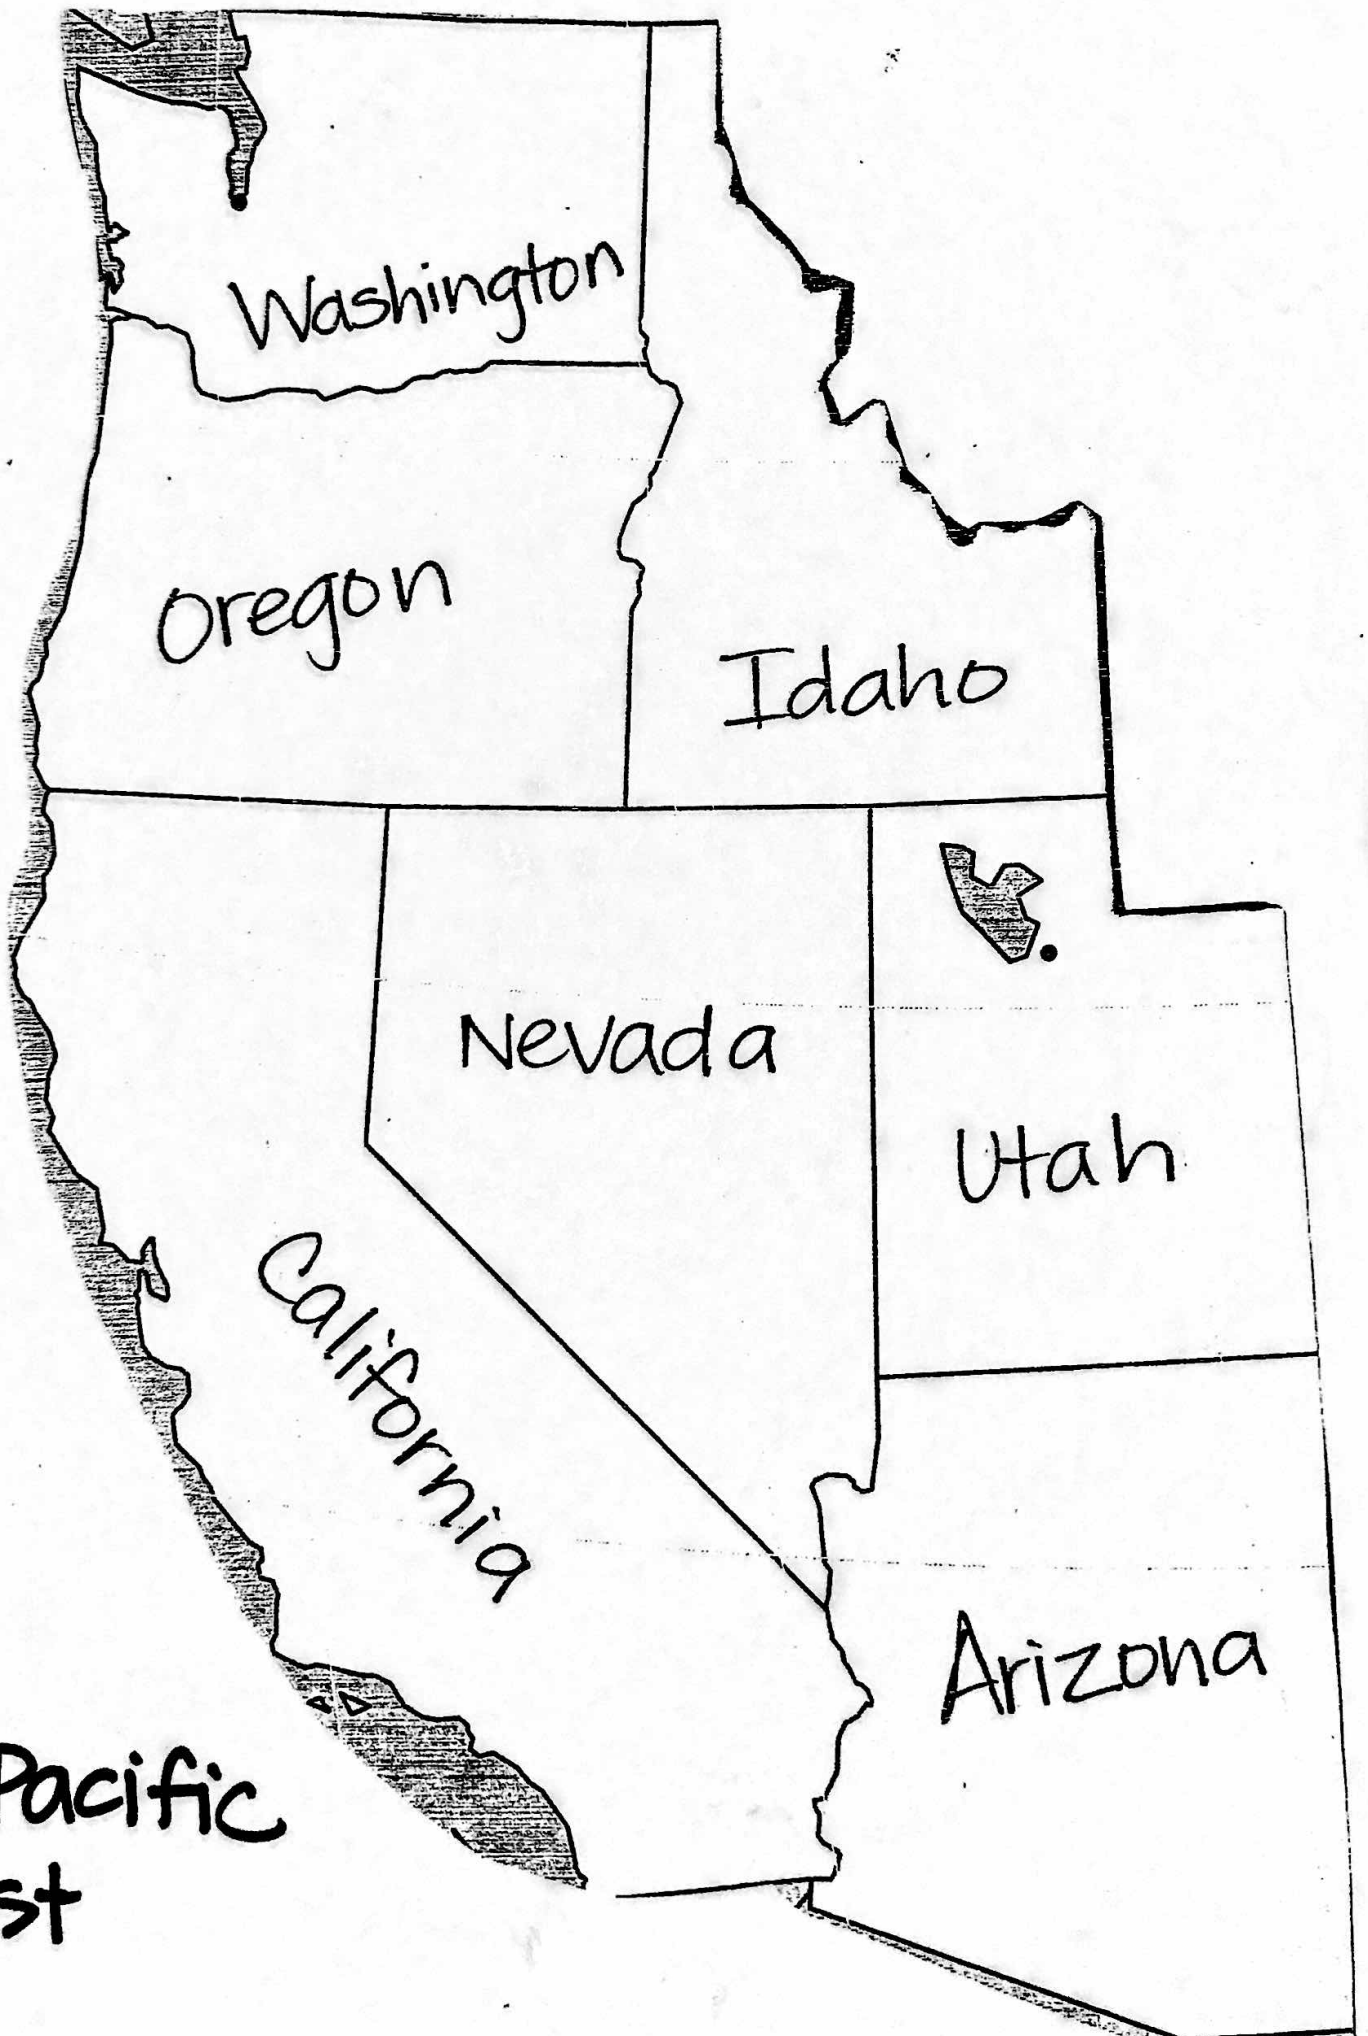 Washington
Oregon
Idaho
Nevada
Utah
California
Arizona
Pacific
st